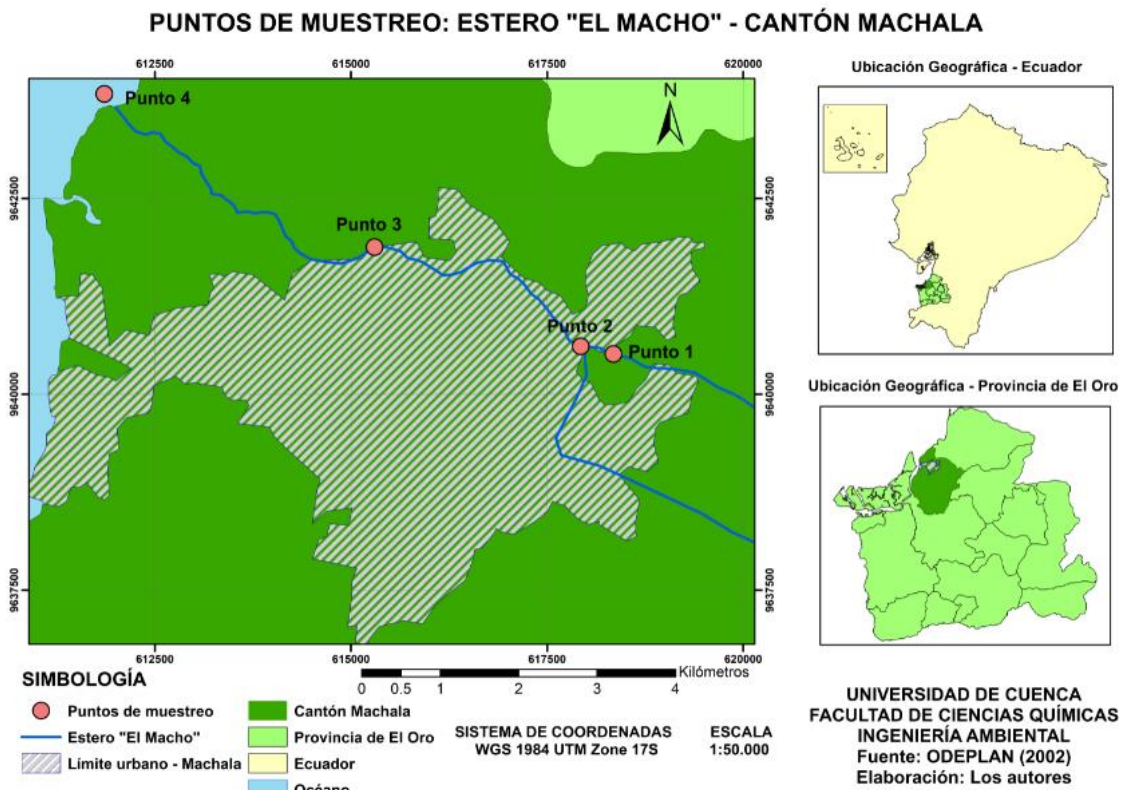 PUNTOS DE MUESTREO: ESTERO "EL MACHO" - CANTÓN MACHALA
612500
615000
617500
620000
N
9642500
9640000
9637500
Punto 4
Punto 3
Punto 2
Punto 1
9642500
9640000
9637500
612500
615000
617500
620000
Kilómetros
0 0.5 1 2 3 4
SIMBOLOGÍA
Puntos de muestreo
Estero "El Macho"
Límite urbano - Machala
Cantón Machala
Provincia de El Oro
Ecuador
Océano
SISTEMA DE COORDENADAS
WGS 1984 UTM Zone 17S
ESCALA
1:50.000
Ubicación Geográfica - Ecuador
Ubicación Geográfica - Provincia de El Oro
UNIVERSIDAD DE CUENCA
FACULTAD DE CIENCIAS QUÍMICAS
INGENIERÍA AMBIENTAL
Fuente: ODEPLAN (2002)
Elaboración: Los autores